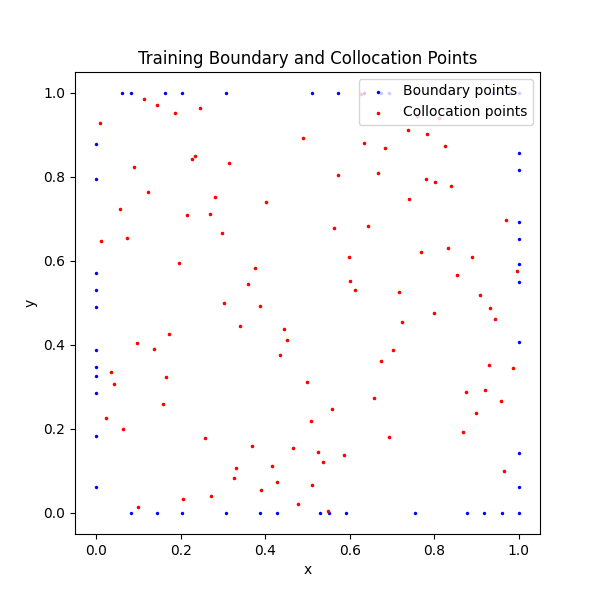 Training Boundary and Collocation Points
Boundary points
Collocation points
1.0
0.8
0.6
0.4
0.2
0.0
y
0.0 0.2 0.4 0.6 0.8 1.0
x